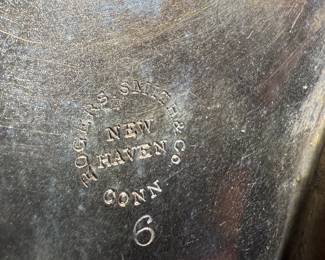 ROGERS, SMITH & Co
NEW
HAVEN
CONN
6